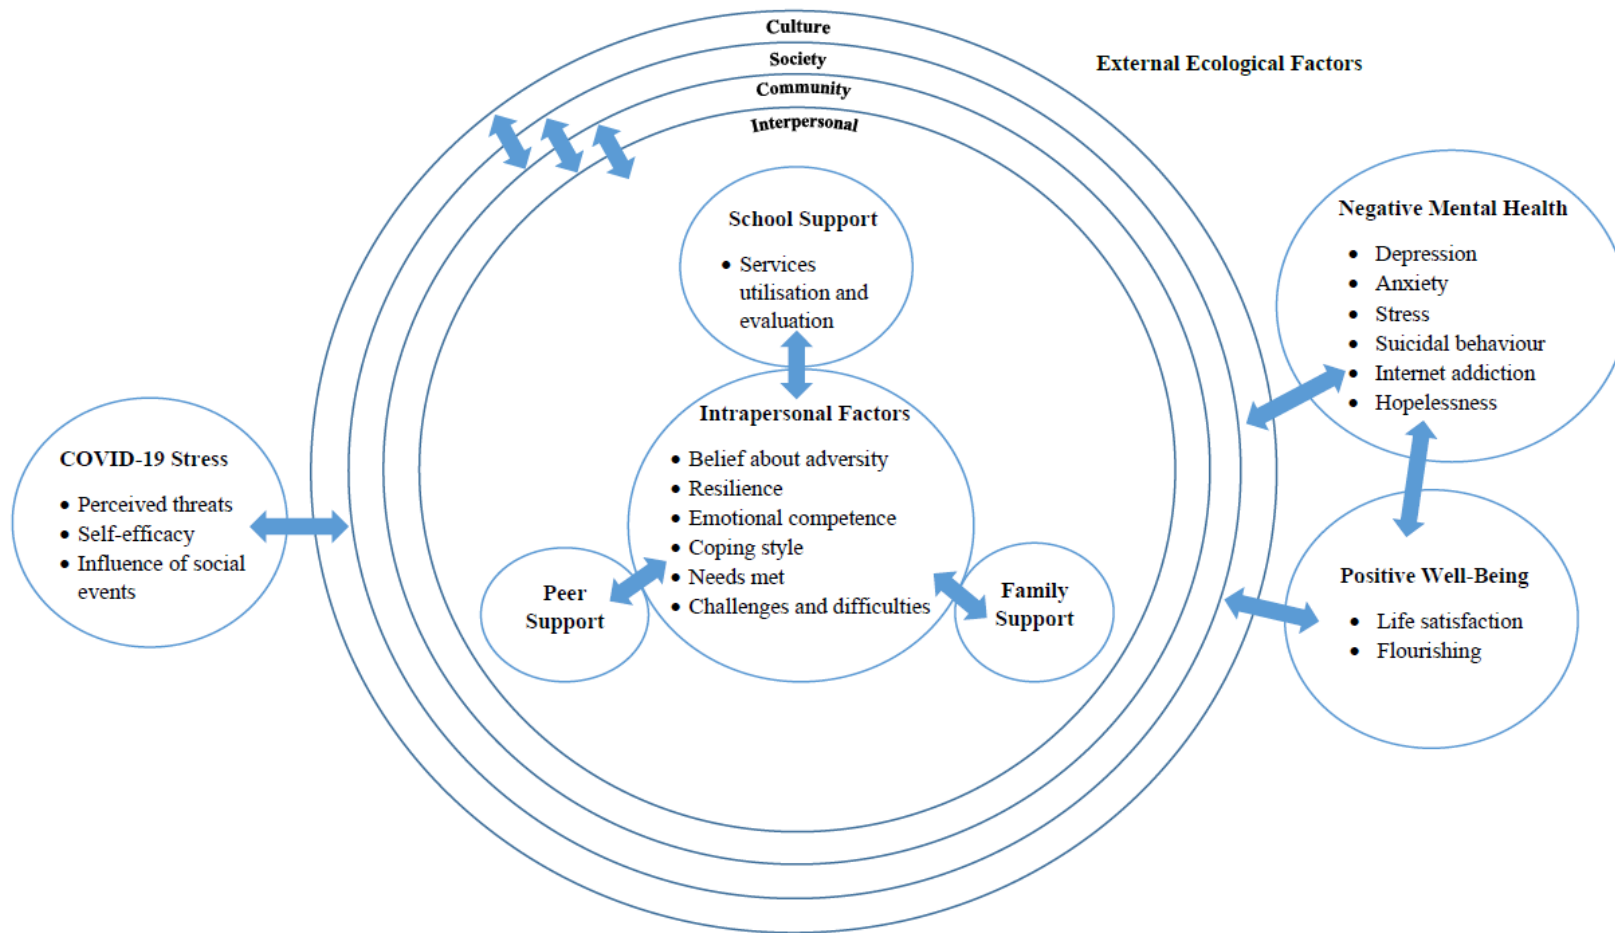 Culture
Society
Community
Interpersonal
External Ecological Factors
School Support
• Services
utilisation and
evaluation
Intrapersonal Factors
• Belief about adversity
• Resilience
• Emotional competence
• Coping style
• Needs met
• Challenges and difficulties
Peer
Support
Family
Support
COVID-19 Stress
• Perceived threats
• Self-efficacy
• Influence of social
events
Negative Mental Health
• Depression
• Anxiety
• Stress
• Suicidal behaviour
• Internet addiction
• Hopelessness
Positive Well-Being
• Life satisfaction
• Flourishing